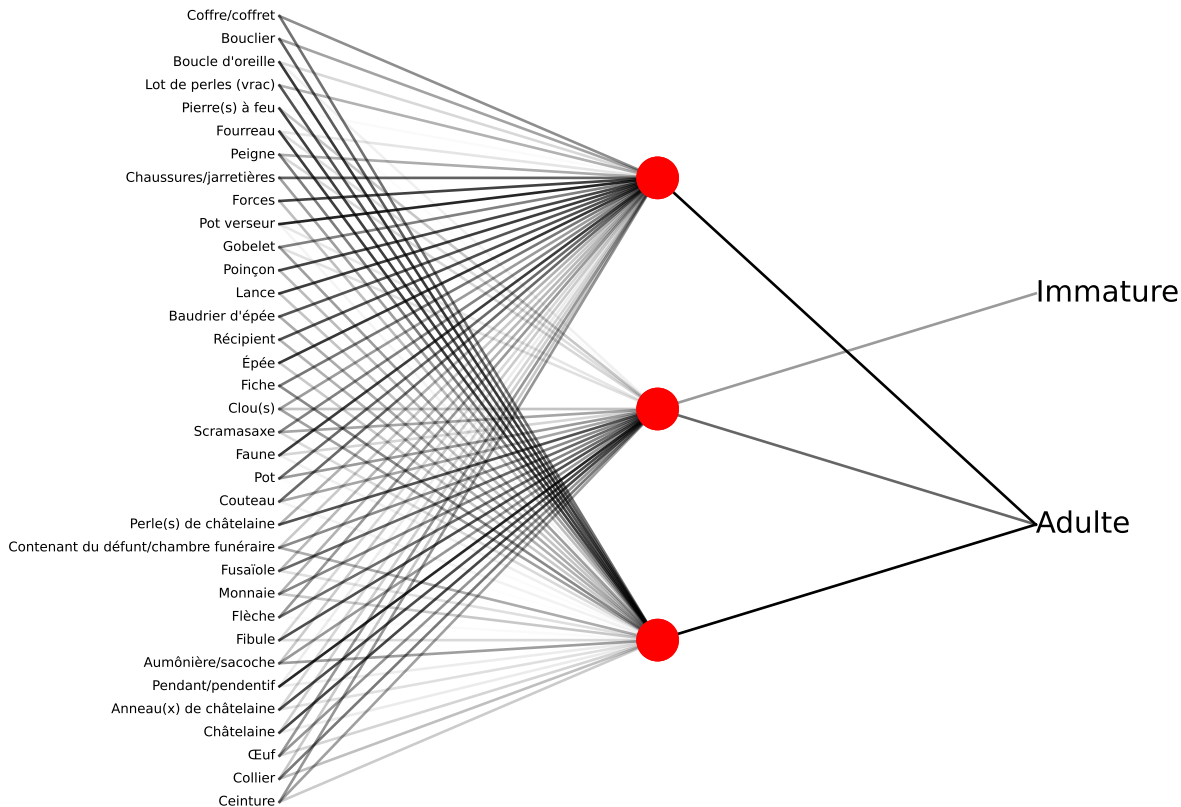 Coffre/coffret
Bouclier
Boucle d'oreille
Lot de perles (vrac)
Pierre(s) à feu
Fourreau
Peigne
Chaussures/jarretières
Forces
Pot verseur
Gobelet
Poinçon
Lance
Baudrier d'épée
Récipient
Épée
Fiche
Clou(s)
Scramasaxe
Faune
Pot
Couteau
Perle(s) de châtelaine
Contenant du défunt/chambre funéraire
Fusaïole
Monnaie
Flèche
Fibule
Aumônière/sacoche
Pendant/pendentif
Anneau(x) de châtelaine
Châtelaine
Œuf
Collier
Ceinture
Immature
Adulte